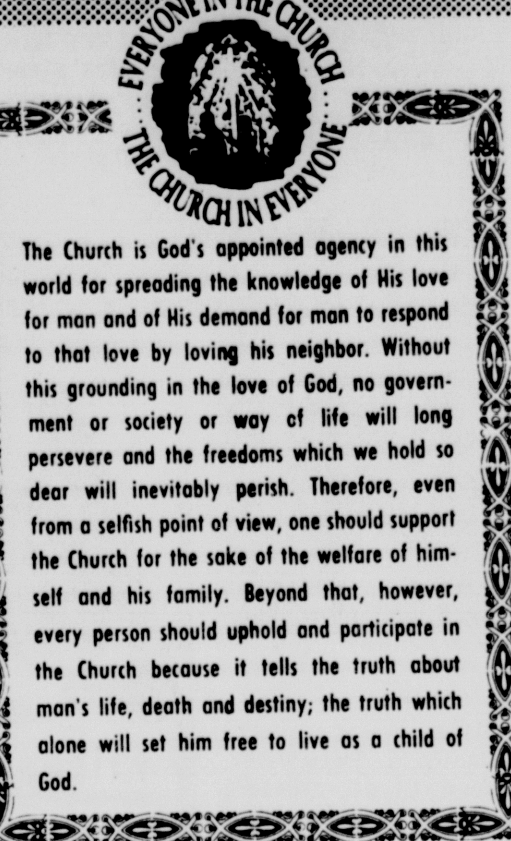 EVERYONE IN THE CHURCH
THE CHURCH IN EVERYONE
The Church is God's appointed agency in this
world for spreading the knowledge of His love
for man and of His demand for man to respond
to that love by loving his neighbor. Without
this grounding in the love of God, no govern-
ment or society or way of life will long
persevere and the freedoms which we hold so
dear will inevitably perish. Therefore, even
from a selfish point of view, one should support
the Church for the sake of the welfare of him-
self and his family. Beyond that, however,
every person should uphold and participate in
the Church because it tells the truth about
man's life, death and destiny; the truth which
alone will set him free to live as a child of
God.